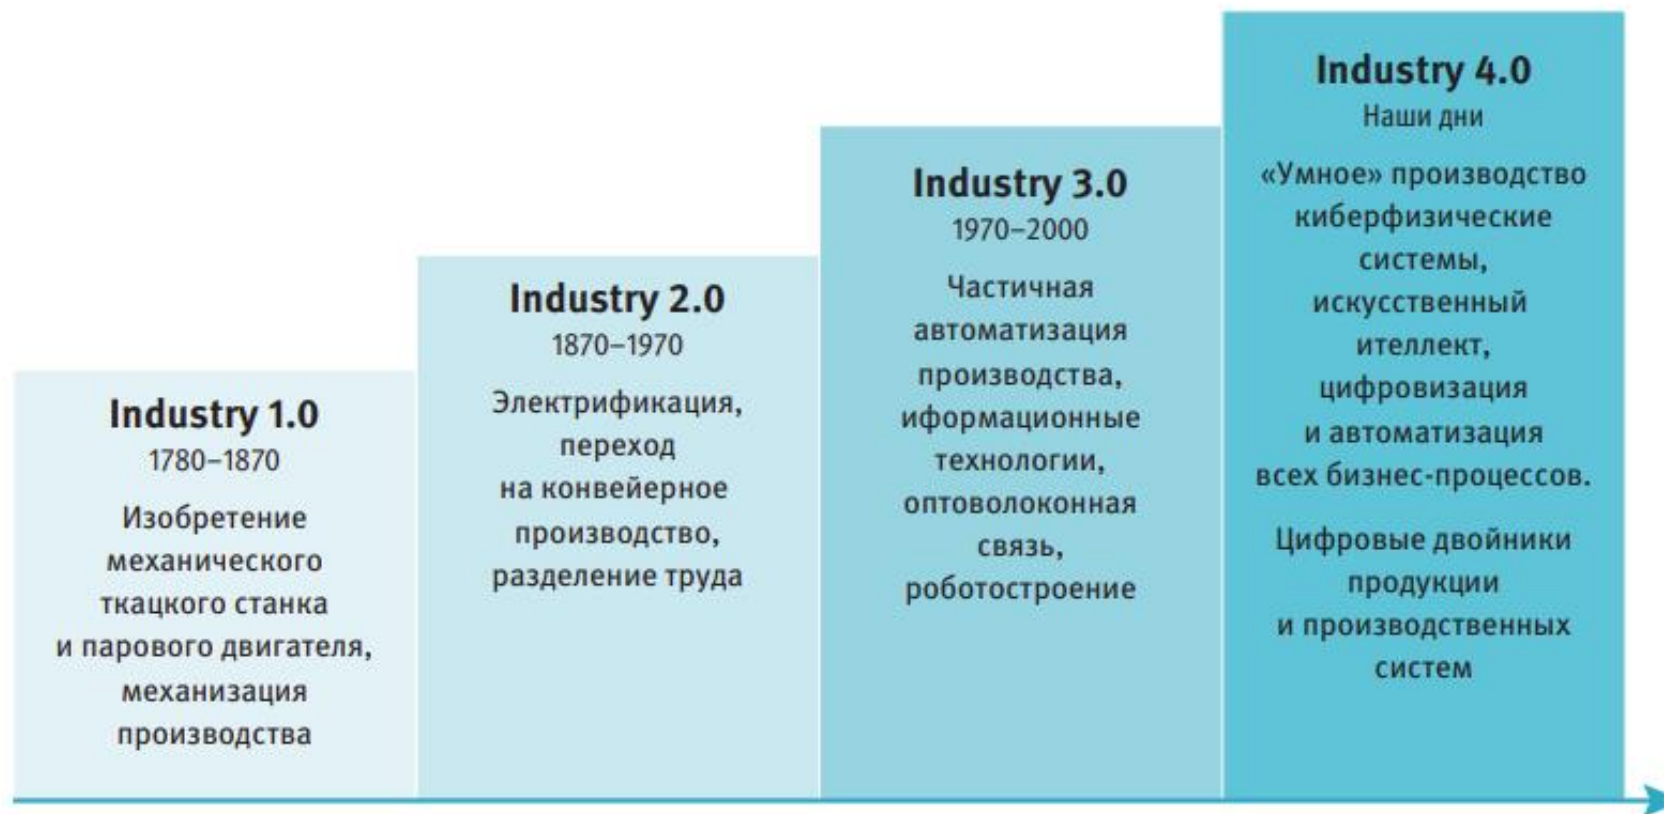 Industry 1.0
1780–1870
Изобретение
механического
ткацкого станка
и парового двигателя,
механизация
производства
Industry 2.0
1870–1970
Электрификация,
переход
на конвейерное
производство,
разделение труда
Industry 3.0
1970–2000
Частичная
автоматизация
производства,
иформационные
технологии,
оптоволоконная
связь,
роботостроение
Industry 4.0
Наши дни
«Умное» производство
киберфизические
системы,
искусственный
ителлект,
цифровизация
и автоматизация
всех бизнес-процессов.
Цифровые двойники
продукции
и производственных
систем